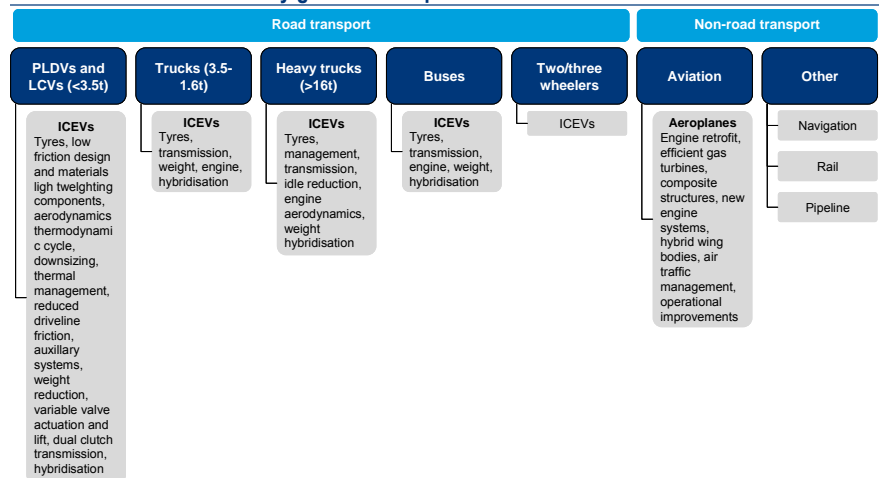 Road transport
Non-road transport
PLDVs and
LCVs (<3.5t)
Trucks (3.5-
1.6t)
Heavy trucks
(>16t)
Buses
Two/three
wheelers
Aviation
Other
ICEVs
Tyres, low
friction design
and materials
ligh twelghting
components,
aerodynamics
thermodynami
c cycle,
downsizing,
thermal
management,
reduced
driveline
friction,
auxillary
systems,
weight
reduction,
variable valve
actuation and
lift, dual clutch
transmission,
hybridisation
ICEVs
Tyres,
transmission,
weight, engine,
hybridisation
ICEVs
Tyres,
management,
transmission,
idle reduction,
engine
aerodynamics,
weight
hybridisation
ICEVs
Tyres,
transmission,
engine, weight,
hybridisation
ICEVs
Aeroplanes
Engine retrofit,
efficient gas
turbines,
composite
structures, new
engine
systems,
hybrid wing
bodies, air
traffic
management,
operational
improvements
Navigation
Rail
Pipeline